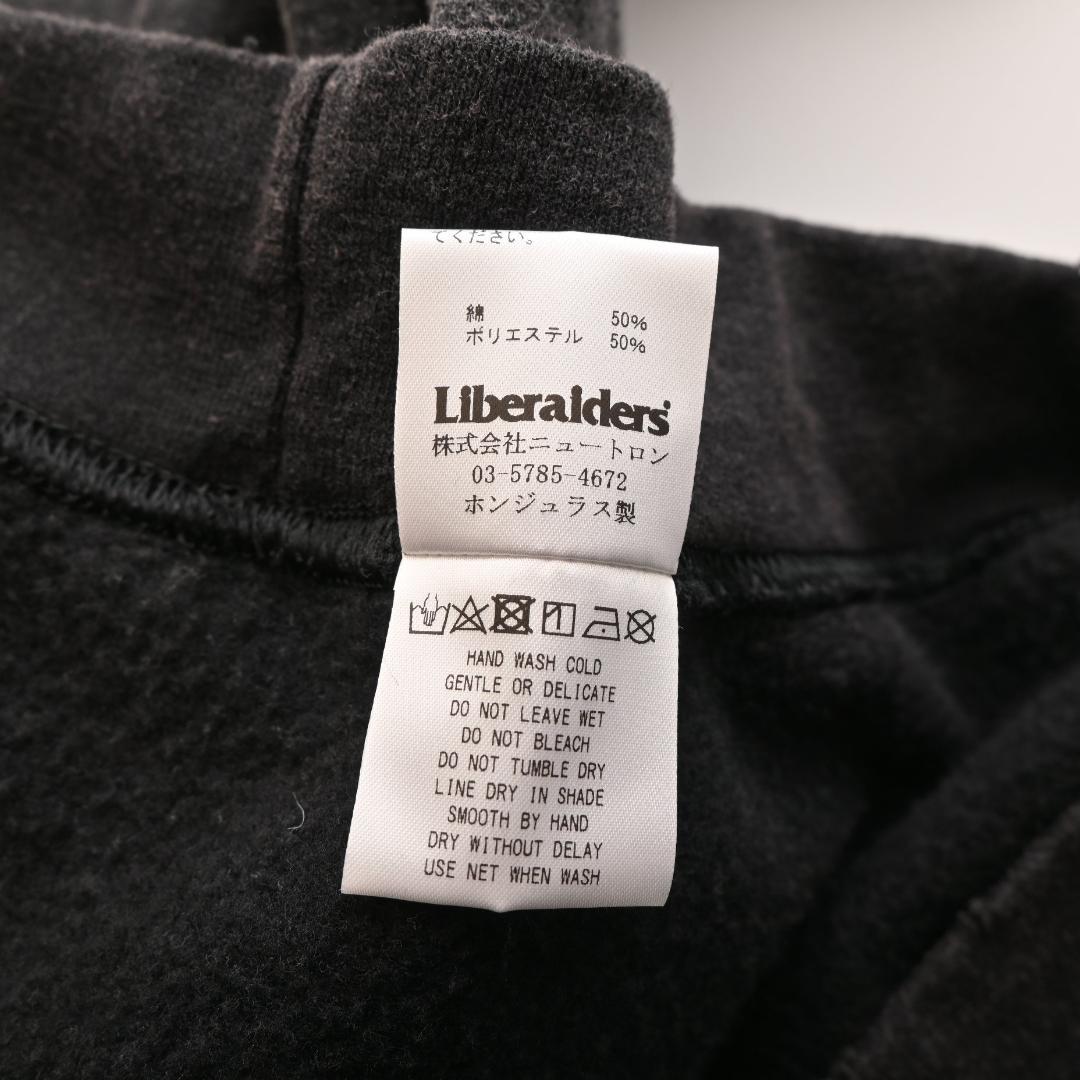 てください。
綿 50%
ポリエステル 50%
Liberaiders
株式会社ニュートロン
03-5785-4672
ホンジュラス製
HAND WASH COLD
GENTLE OR DELICATE
DO NOT LEAVE WET
DO NOT BLEACH
DO NOT TUMBLE DRY
LINE DRY IN SHADE
SMOOTH BY HAND
DRY WITHOUT DELAY
USE NET WHEN WASH